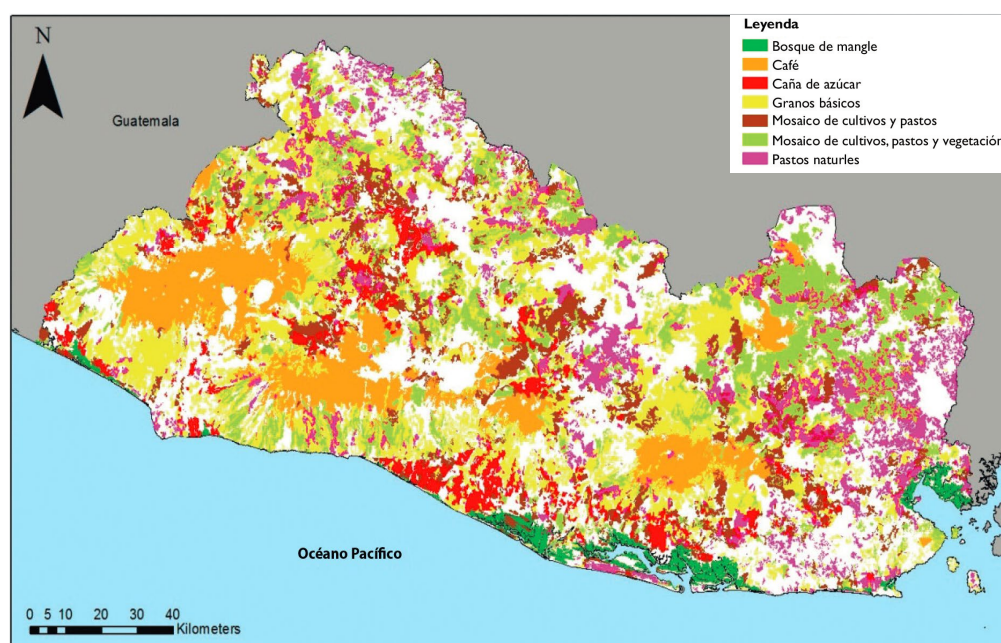 Leyenda
Bosque de mangle
Café
Caña de azúcar
Granos básicos
Mosaico de cultivos y pastos
Mosaico de cultivos, pastos y vegetación
Pastos naturles
N
Guatemala
Océano Pacífico
0 5 10 20 30 40
Kilometers